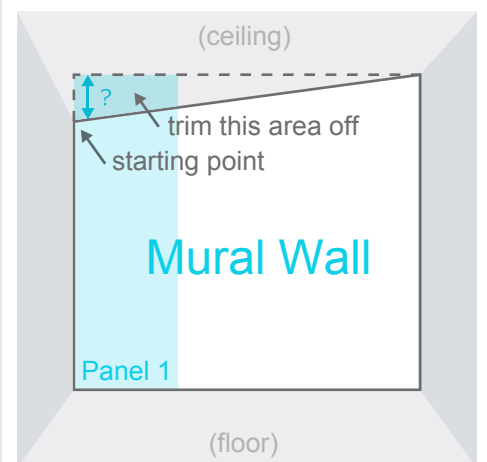 (ceiling)
?
trim this area off
starting point
Mural Wall
Panel 1
(floor)